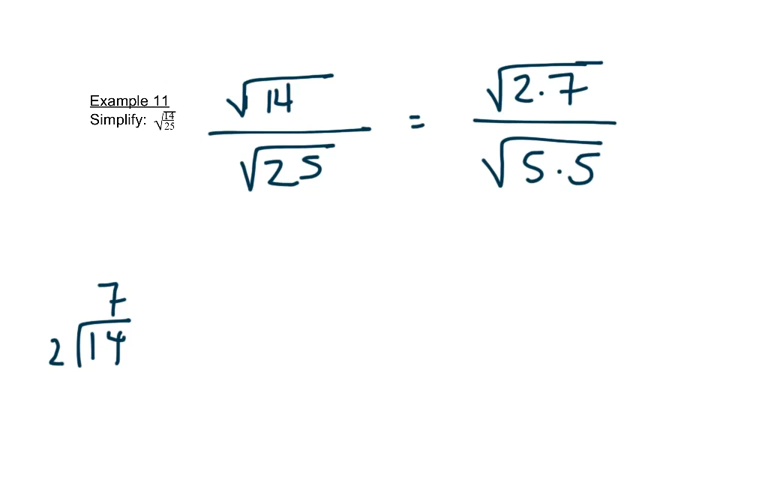 Example 11
Simplify: √(14/25)
√14 / √25 = √2·7 / √5·5
7
2 √14